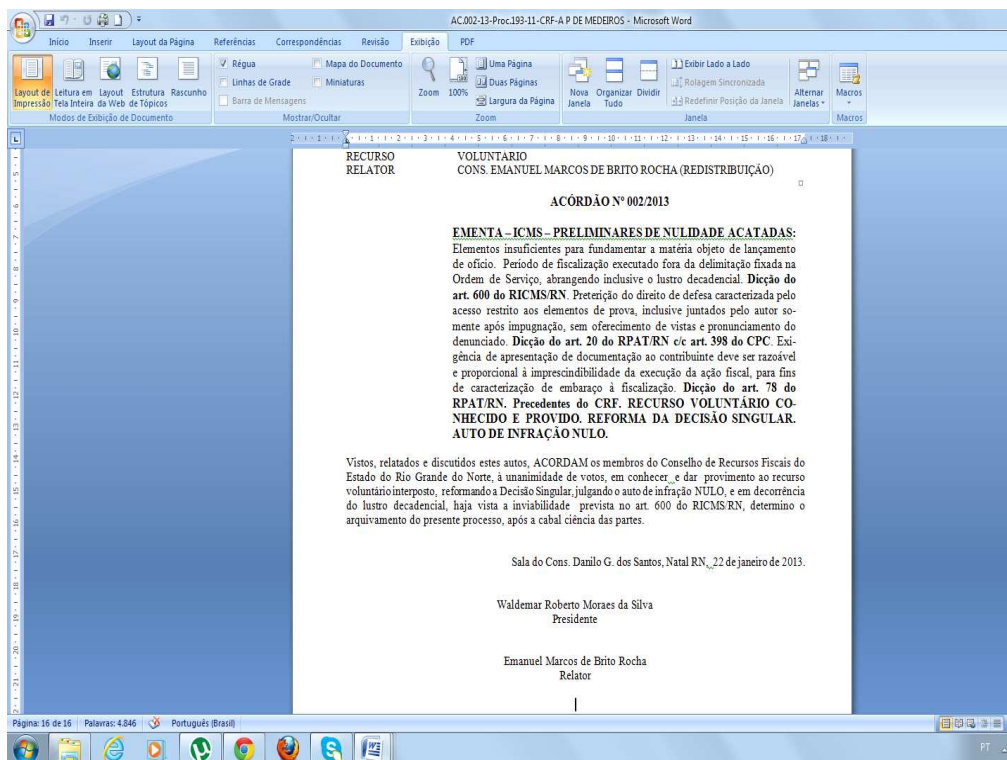 AC.002-13-Proc.193-11-CRF-A P DE MEDEIROS - Microsoft Word
Início Inserir Layout da Página Referências Correspondências Revisão Exibição PDF
Layout de Impressão
Leitura em Tela Inteira
Layout da Web
Estrutura de Tópicos
Rascunho
Modos de Exibição de Documento
Régua
Linhas de Grade
Barra de Mensagens
Mapa do Documento
Miniaturas
Mostrar/Ocultar
Zoom
100%
Uma Página
Duas Páginas
Largura da Página
Zoom
Nova Janela
Organizar Tudo
Dividir
Exibir Lado a Lado
Rolagem Sincronizada
Redefinir Posição da Janela
Alternar Janelas
Janela
Macros
Macros
RECURSO VOLUNTÁRIO
RELATOR CONS. EMANUEL MARCOS DE BRITO ROCHA (REDISTRIBUIÇÃO)
ACÓRDÃO Nº 002/2013
EMENTA – ICMS – PRELIMINARES DE NULIDADE ACATADAS:
Elementos insuficientes para fundamentar a matéria objeto de lançamento
de ofício. Período de fiscalização executado fora da delimitação fixada na
Ordem de Serviço, abrangendo inclusive o lustro decadencial. Dicção do
art. 600 do RICMS/RN. Preterição do direito de defesa caracterizada pelo
acesso restrito aos elementos de prova, inclusive juntados pelo autor so-
mente após impugnação, sem oferecimento de vistas e pronunciamento do
denunciado. Dicção do art. 20 do RPAT/RN c/c art. 398 do CPC. Exi-
gência de apresentação de documentação ao contribuinte deve ser razoável
e proporcional à imprescindibilidade da execução da ação fiscal, para fins
de caracterização de embaraço à fiscalização. Dicção do art. 78 do
RPAT/RN. Precedentes do CRF. RECURSO VOLUNTÁRIO CO-
NHECIDO E PROVIDO. REFORMA DA DECISÃO SINGULAR.
AUTO DE INFRAÇÃO NULO.
Vistos, relatados e discutidos estes autos, ACORDAM os membros do Conselho de Recursos Fiscais do
Estado do Rio Grande do Norte, à unanimidade de votos, em conhecer e dar provimento ao recurso
voluntário interposto, reformando a Decisão Singular, julgando o auto de infração NULO, e em decorrência
do lustro decadencial, haja vista a inviabilidade prevista no art. 600 do RICMS/RN, determino o
arquivamento do presente processo, após a cabal ciência das partes.
Sala do Cons. Danilo G. dos Santos, Natal RN, 22 de janeiro de 2013.
Waldemar Roberto Moraes da Silva
Presidente
Emanuel Marcos de Brito Rocha
Relator
Página: 16 de 16 Palavras: 4.846 Português (Brasil)
PT